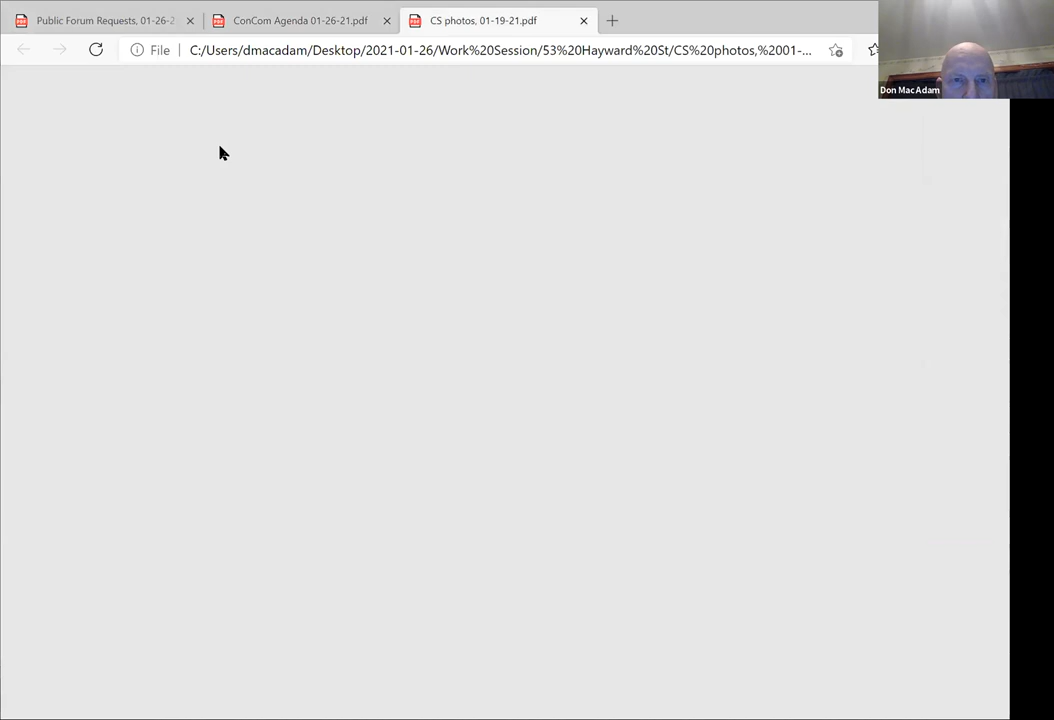 Public Forum Requests, 01-26-2
ConCom Agenda 01-26-21.pdf
CS photos, 01-19-21.pdf
File
C:/Users/dmacadam/Desktop/2021-01-26/Work%20Session/53%20Hayward%20St/CS%20photos,%2001-...
Don MacAdam